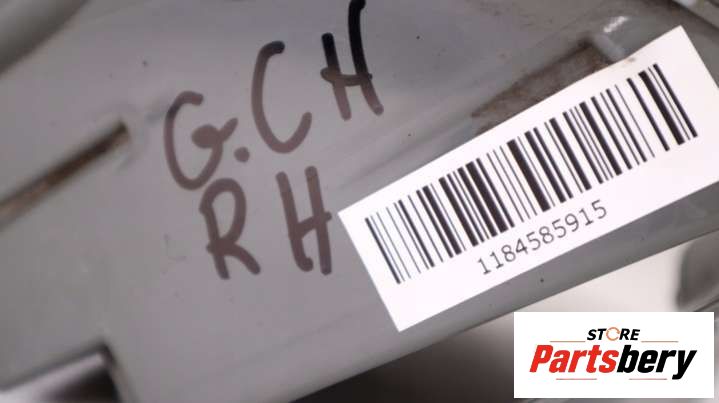 G.CH
RH
1184585915
STORE
Partsbery